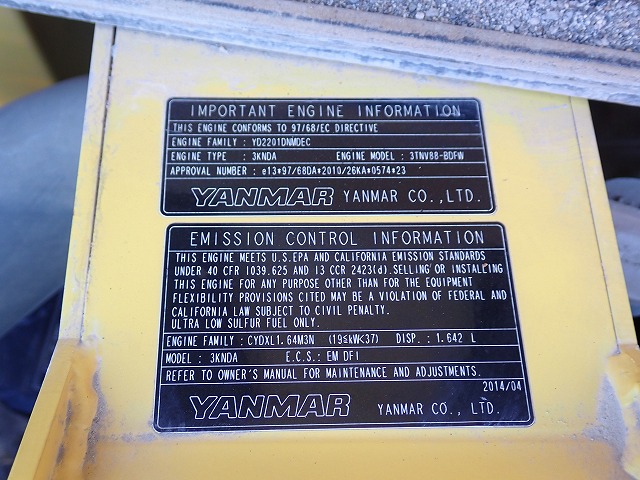 IMPORTANT ENGINE INFORMATION
THIS ENGINE CONFORMS TO 97/68/EC DIRECTIVE
ENGINE FAMILY : YD2201DNMDEC
ENGINE TYPE : 3KNDA ENGINE MODEL : 3TNV88-BDFW
APPROVAL NUMBER : e13*97/68DA*2010/26KA*0574*23
YANMAR YANMAR CO.,LTD.
EMISSION CONTROL INFORMATION
THIS ENGINE MEETS U.S.EPA AND CALIFORNIA EMISSION STANDARDS
UNDER 40 CFR 1039.625 AND 13 CCR 2423(d).SELLING OR INSTALLING
THIS ENGINE FOR ANY PURPOSE OTHER THAN FOR THE EQUIPMENT
FLEXIBILITY PROVISIONS CITED MAY BE A VIOLATION OF FEDERAL AND
CALIFORNIA LAW SUBJECT TO CIVIL PENALTY.
ULTRA LOW SULFUR FUEL ONLY.
ENGINE FAMILY : CYDXL1.64M3N (19≤kW<37) DISP. : 1.642 L
MODEL : 3KNDA E.C.S.: EM DFI
REFER TO OWNER'S MANUAL FOR MAINTENANCE AND ADJUSTMENTS.
2014/04
YANMAR YANMAR CO., LTD.